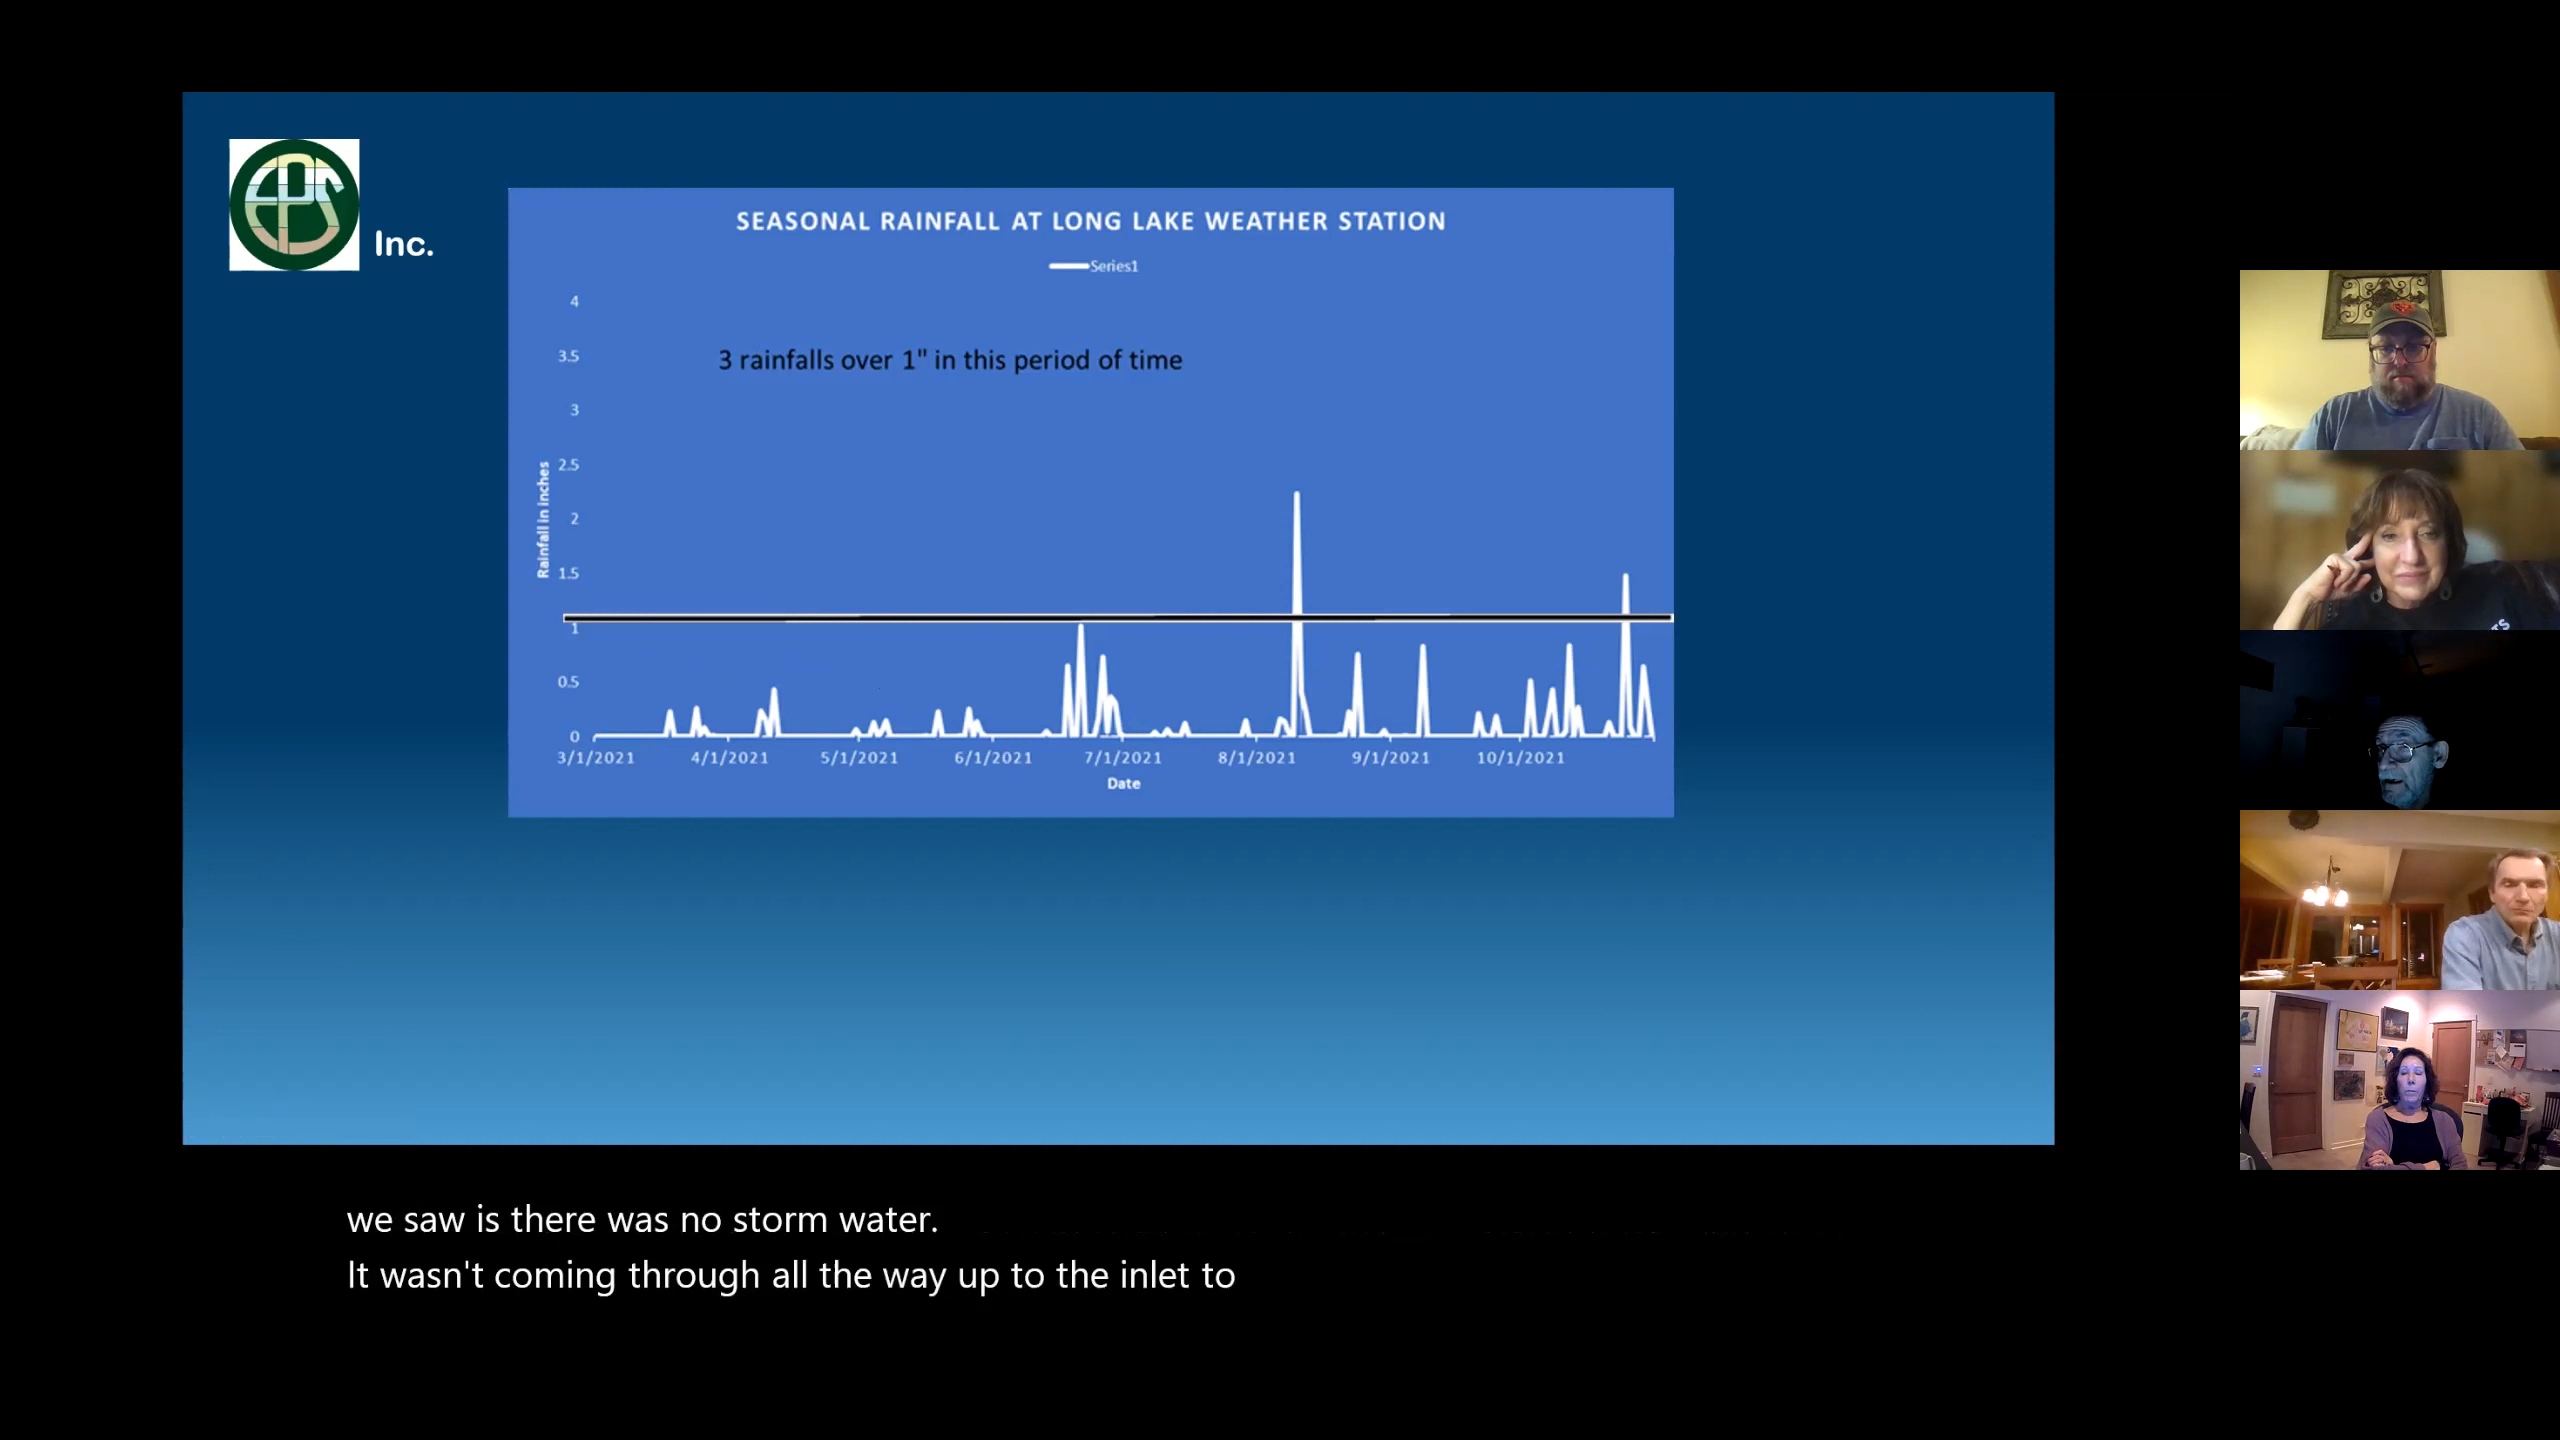 EPS
Inc.
SEASONAL RAINFALL AT LONG LAKE WEATHER STATION
Series1
3 rainfalls over 1" in this period of time
Rainfall in inches
4
3.5
3
2.5
2
1.5
1
0.5
0
3/1/2021 4/1/2021 5/1/2021 6/1/2021 7/1/2021 8/1/2021 9/1/2021 10/1/2021
Date
we saw is there was no storm water.
It wasn't coming through all the way up to the inlet to